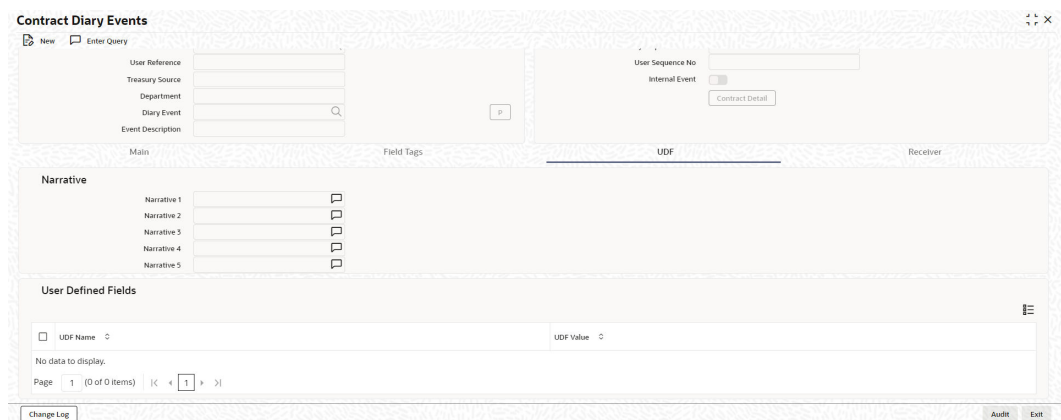 Contract Diary Events
New Enter Query
User Reference User Sequence No
Treasury Source Internal Event
Department Contract Detail
Diary Event P
Event Description
Main Field Tags UDF Receiver
Narrative
Narrative 1
Narrative 2
Narrative 3
Narrative 4
Narrative 5
User Defined Fields
UDF Name UDF Value
No data to display.
Page 1 (0 of 0 items) 1
Change Log Audit Exit